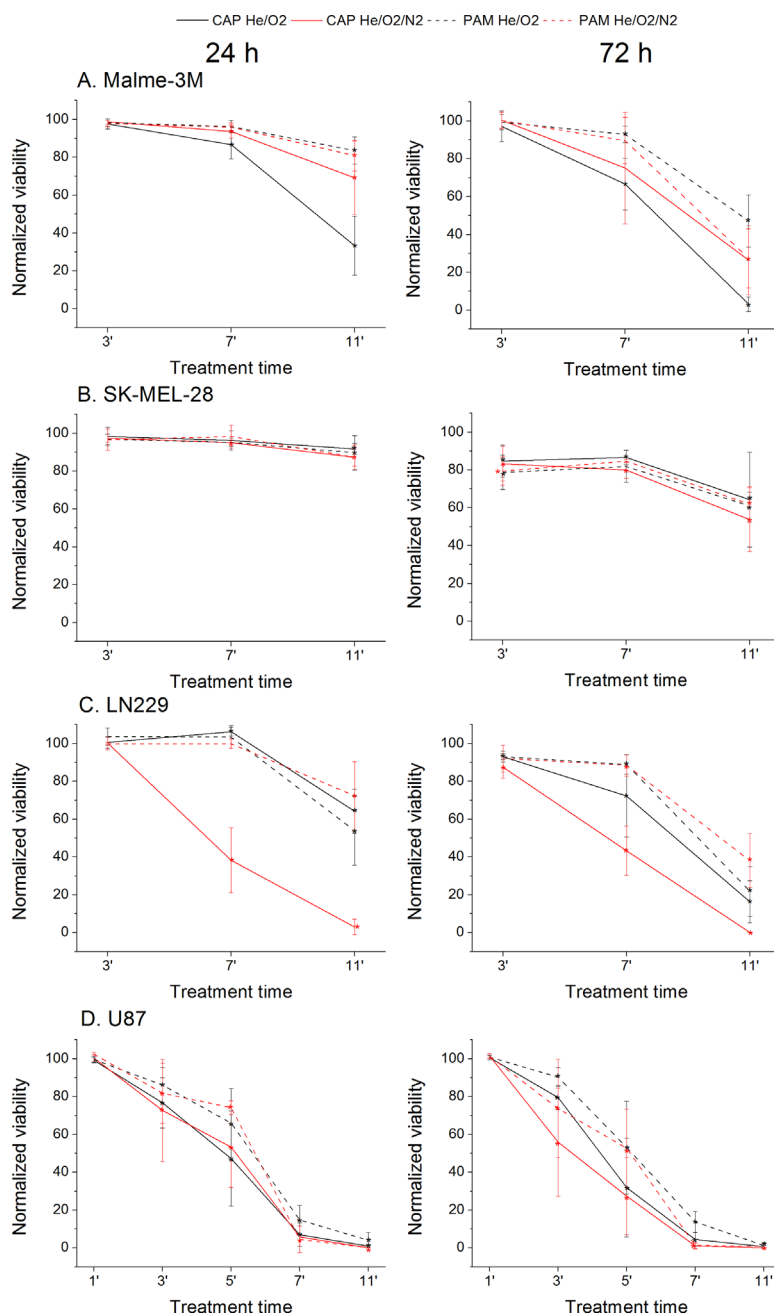 CAP He/O2 CAP He/O2/N2 PAM He/O2 PAM He/O2/N2
24 h 72 h
A. Malme-3M
Normalized viability
100
80
60
40
20
0
3' 7' 11'
Treatment time
Normalized viability
100
80
60
40
20
0
3' 7' 11'
Treatment time
B. SK-MEL-28
Normalized viability
100
80
60
40
20
0
3' 7' 11'
Treatment time
Normalized viability
100
80
60
40
20
0
3' 7' 11'
Treatment time
C. LN229
Normalized viability
100
80
60
40
20
0
3' 7' 11'
Treatment time
Normalized viability
100
80
60
40
20
0
3' 7' 11'
Treatment time
D. U87
Normalized viability
100
80
60
40
20
0
1' 3' 5' 7' 11'
Treatment time
Normalized viability
100
80
60
40
20
0
1' 3' 5' 7' 11'
Treatment time